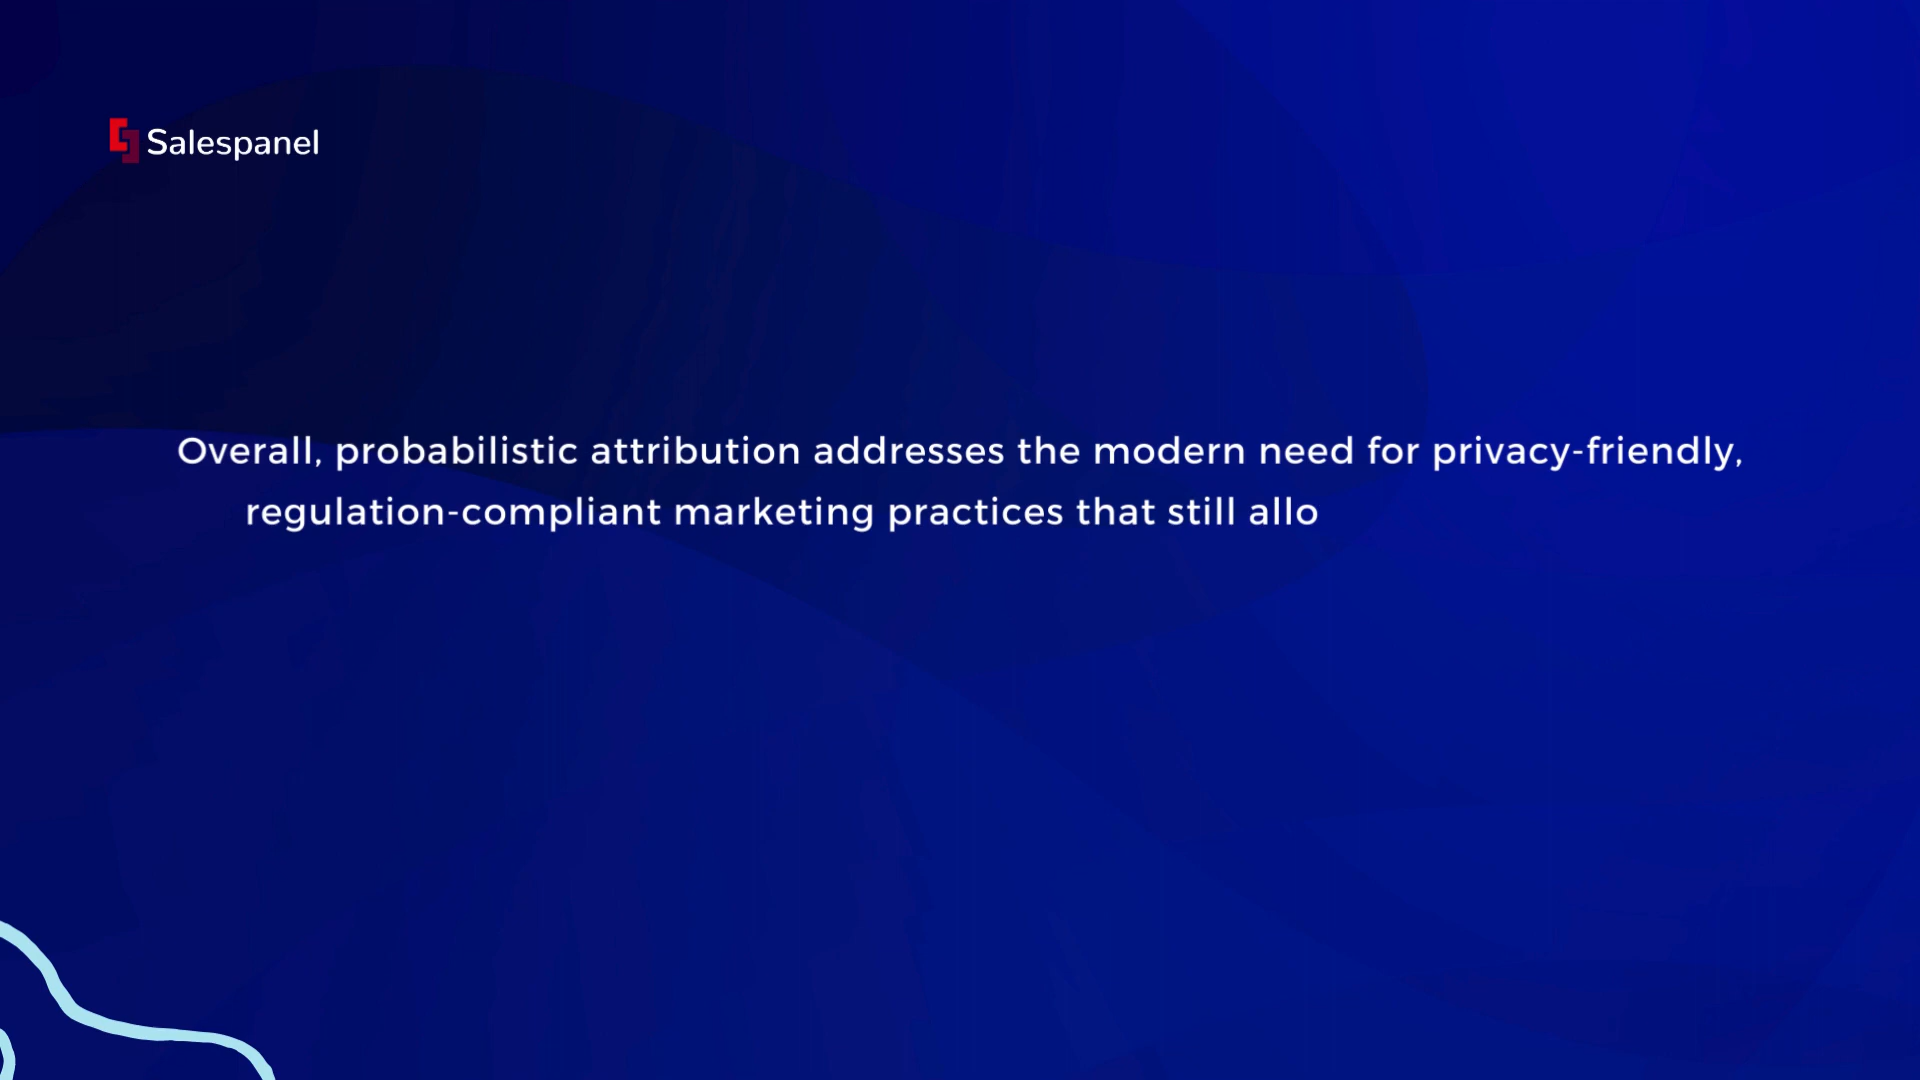 Salespanel
Overall, probabilistic attribution addresses the modern need for privacy-friendly,
regulation-compliant marketing practices that still allo